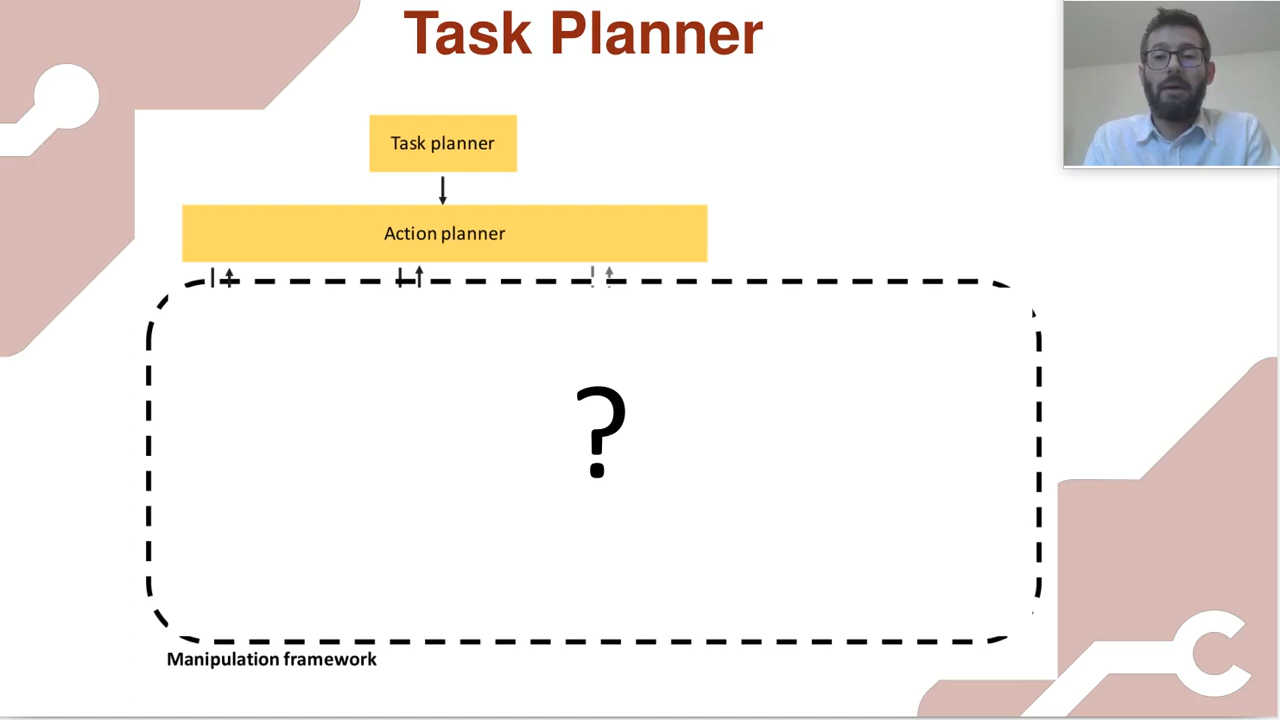 Task Planner
Task planner
Action planner
?
Manipulation framework